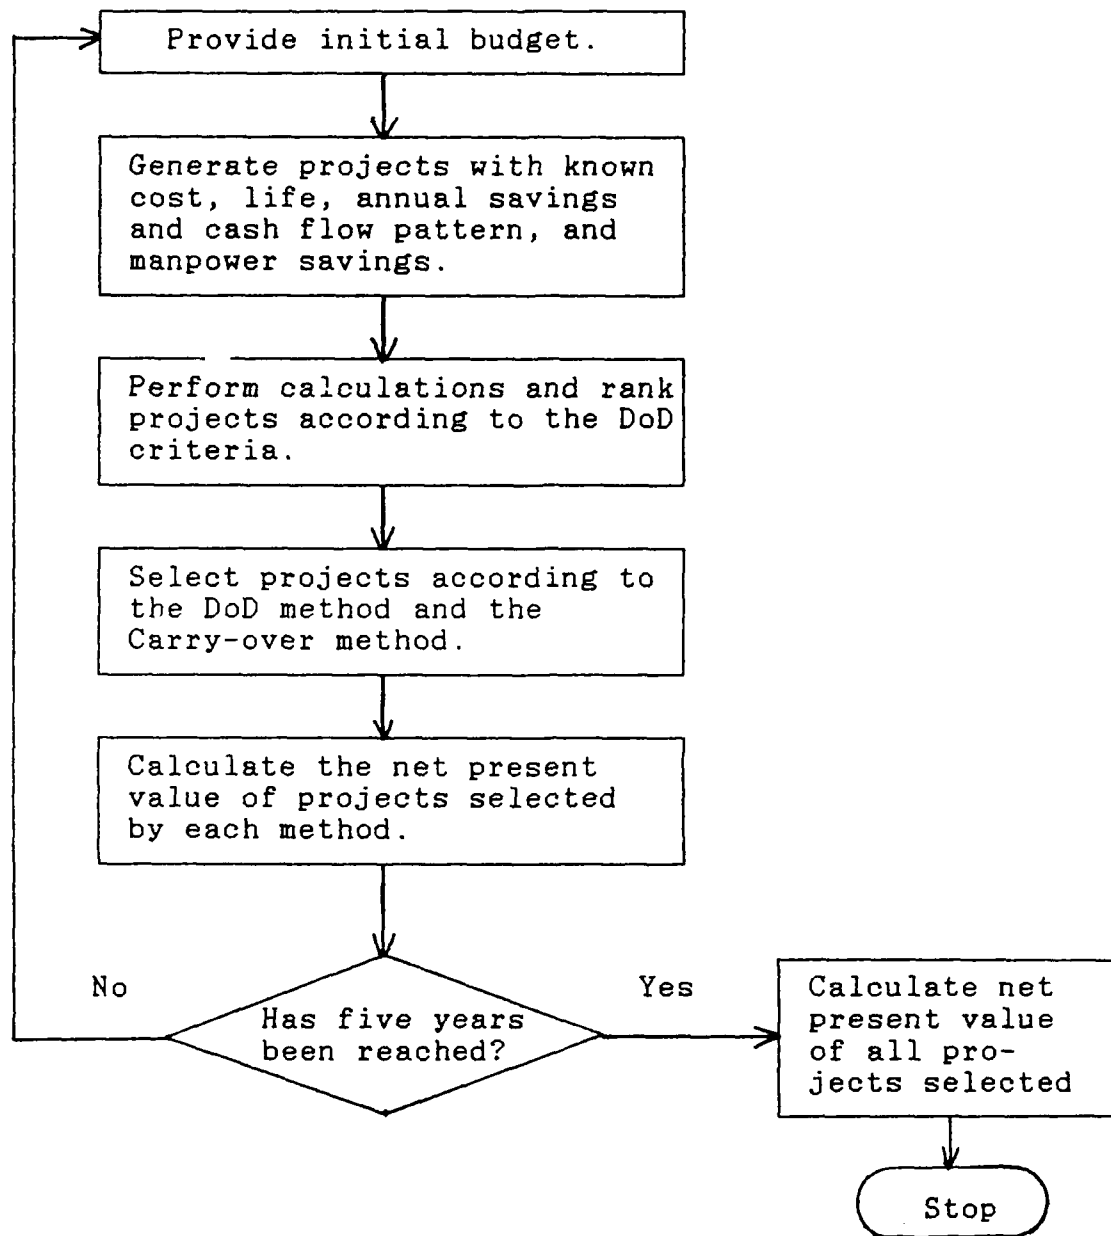 Provide initial budget.
Generate projects with known
cost, life, annual savings
and cash flow pattern, and
manpower savings.
Perform calculations and rank
projects according to the DoD
criteria.
Select projects according to
the DoD method and the
Carry-over method.
Calculate the net present
value of projects selected
by each method.
No
Has five years
been reached?
Yes
Calculate net
present value
of all pro-
jects selected
Stop